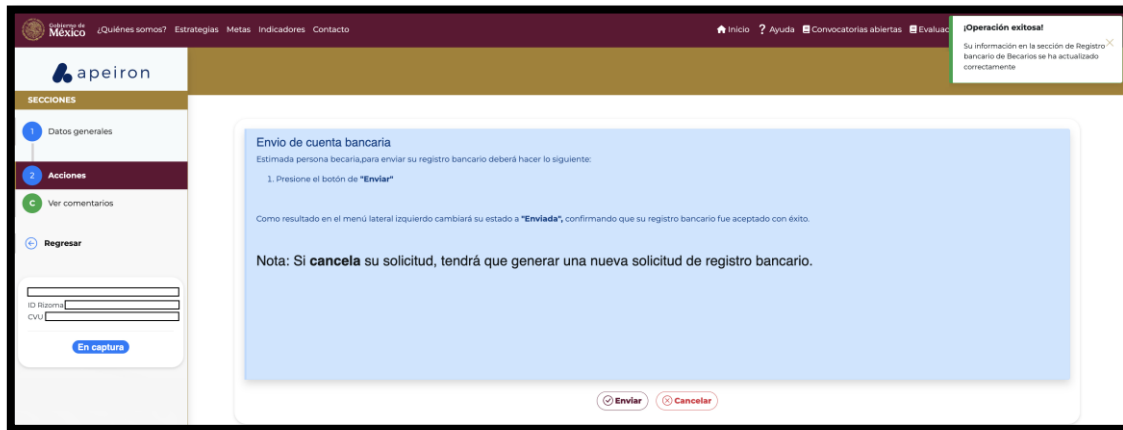 Gobierno de México ¿Quiénes somos? Estrategias Metas Indicadores Contacto Inicio ? Ayuda Convocatorias abiertas Evaluac
¡Operación exitosa!
Su información en la sección de Registro
bancario de Becarios se ha actualizado
correctamente
apeiron
SECCIONES
1 Datos generales
2 Acciones
C Ver comentarios
Regresar
ID Rizoma
CVU
En captura
Envio de cuenta bancaria
Estimada persona becaria,para enviar su registro bancario deberá hacer lo siguiente:
1. Presione el botón de "Enviar"
Como resultado en el menú lateral izquierdo cambiará su estado a "Enviada", confirmando que su registro bancario fue aceptado con éxito.
Nota: Si cancela su solicitud, tendrá que generar una nueva solicitud de registro bancario.
Enviar Cancelar